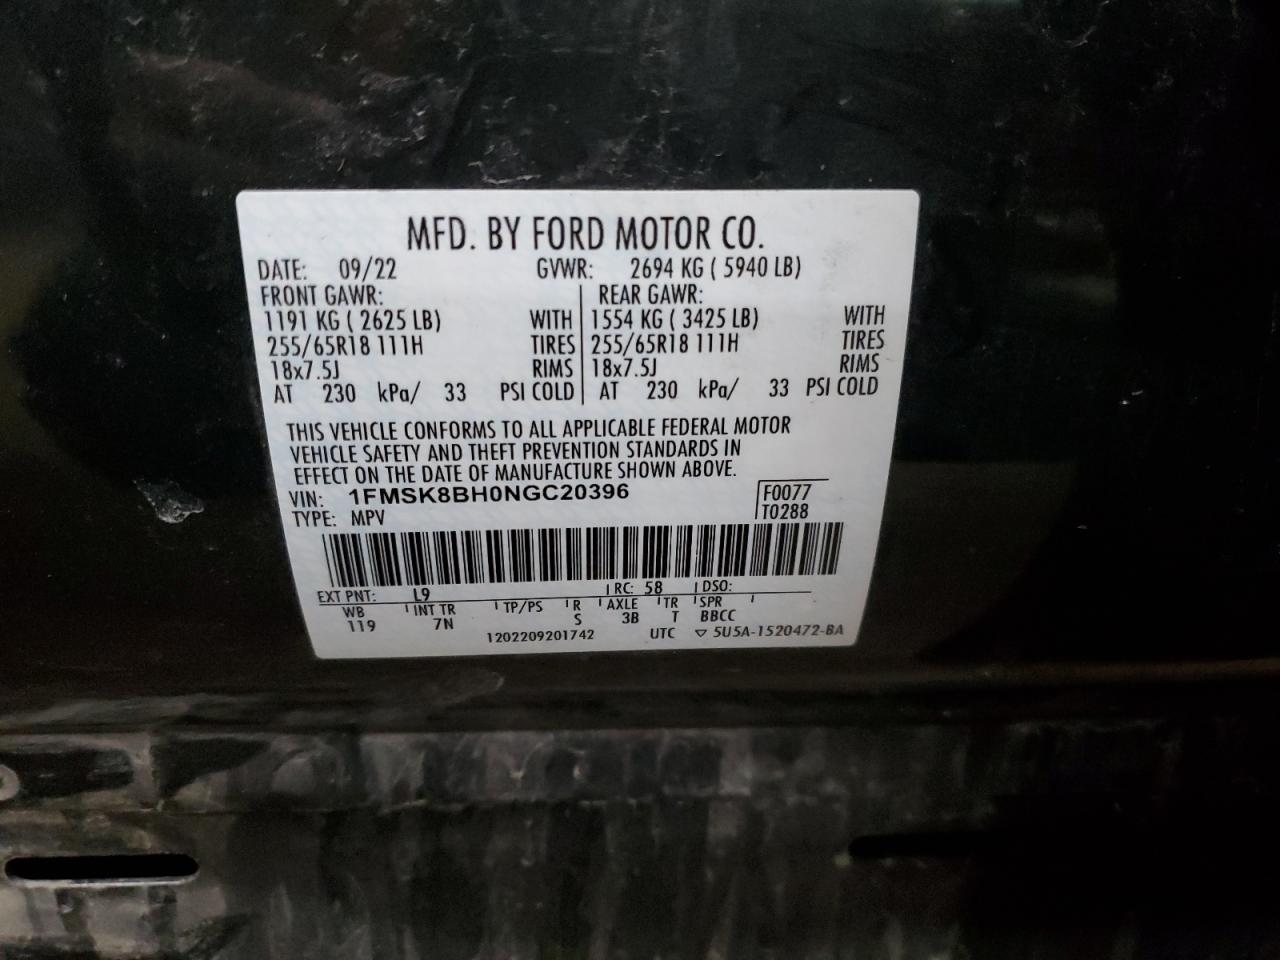 MFD. BY FORD MOTOR CO.
DATE: 09/22 GVWR: 2694 KG ( 5940 LB)
FRONT GAWR: REAR GAWR:
1191 KG ( 2625 LB) WITH 1554 KG ( 3425 LB) WITH
255/65R18 111H TIRES 255/65R18 111H TIRES
18x7.5J RIMS 18x7.5J RIMS
AT 230 kPa/ 33 PSI COLD AT 230 kPa/ 33 PSI COLD
THIS VEHICLE CONFORMS TO ALL APPLICABLE FEDERAL MOTOR
VEHICLE SAFETY AND THEFT PREVENTION STANDARDS IN
EFFECT ON THE DATE OF MANUFACTURE SHOWN ABOVE.
VIN: 1FMSK8BH0NGC20396 F0077
TYPE: MPV T0288
EXT PNT: L9 RC: 58 DSO:
WB INT TR TP/PS R AXLE TR SPR
119 7N S 3B T BBCC
1202209201742 UTC ▽ 5U5A-1520472-BA